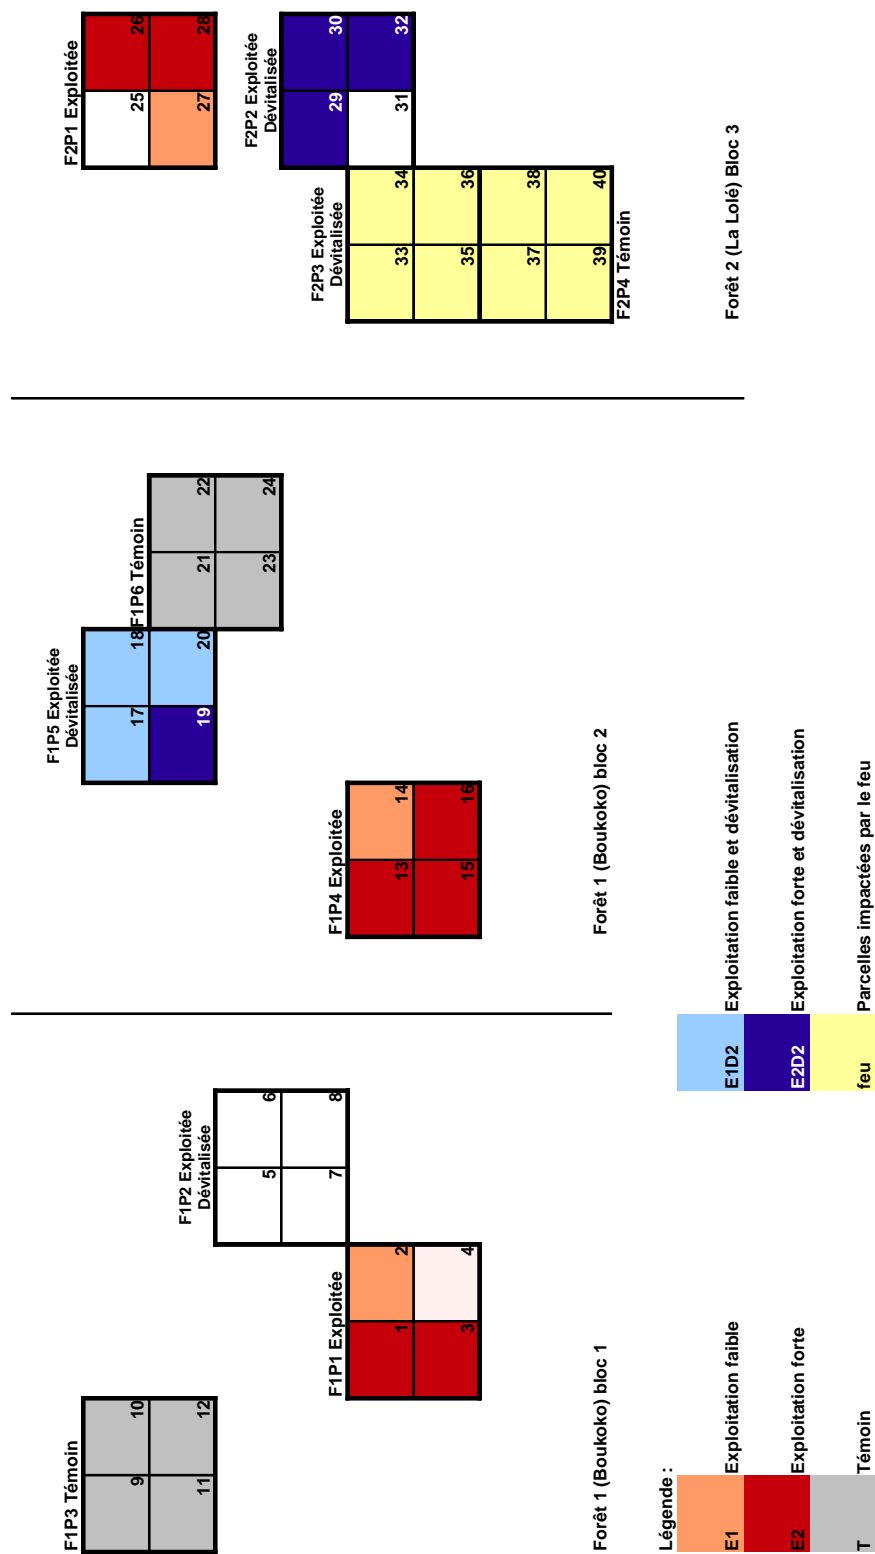 F1P3 Témoin
9
10
11
12
F1P2 Exploitée
Dévitalisée
5
6
7
8
F1P1 Exploitée
1
2
3
4
Forêt 1 (Boukoko) bloc 1
F1P5 Exploitée
Dévitalisée
17
18
19
20
F1P6 Témoin
21
22
23
24
F1P4 Exploitée
13
14
15
16
Forêt 1 (Boukoko) bloc 2
F2P1 Exploitée
25
26
27
28
F2P2 Exploitée
Dévitalisée
29
30
31
32
F2P3 Exploitée
Dévitalisée
33
34
35
36
37
38
39
40
F2P4 Témoin
Forêt 2 (La Lolé) Bloc 3
Légende :
E1 Exploitation faible
E2 Exploitation forte
T Témoin
E1D2 Exploitation faible et dévitalisation
E2D2 Exploitation forte et dévitalisation
feu Parcelles impactées par le feu